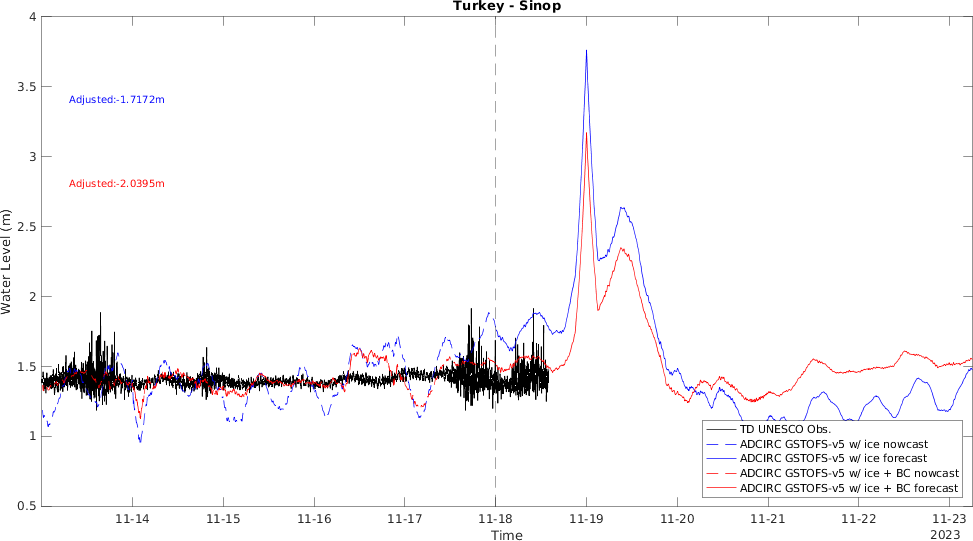 Turkey - Sinop
4
3.5
3
2.5
2
1.5
1
0.5
Water Level (m)
Adjusted:-1.7172m
Adjusted:-2.0395m
TD UNESCO Obs.
ADCIRC GSTOFS-v5 w/ ice nowcast
ADCIRC GSTOFS-v5 w/ ice forecast
ADCIRC GSTOFS-v5 w/ ice + BC nowcast
ADCIRC GSTOFS-v5 w/ ice + BC forecast
11-14 11-15 11-16 11-17 11-18 11-19 11-20 11-21 11-22 11-23
2023
Time